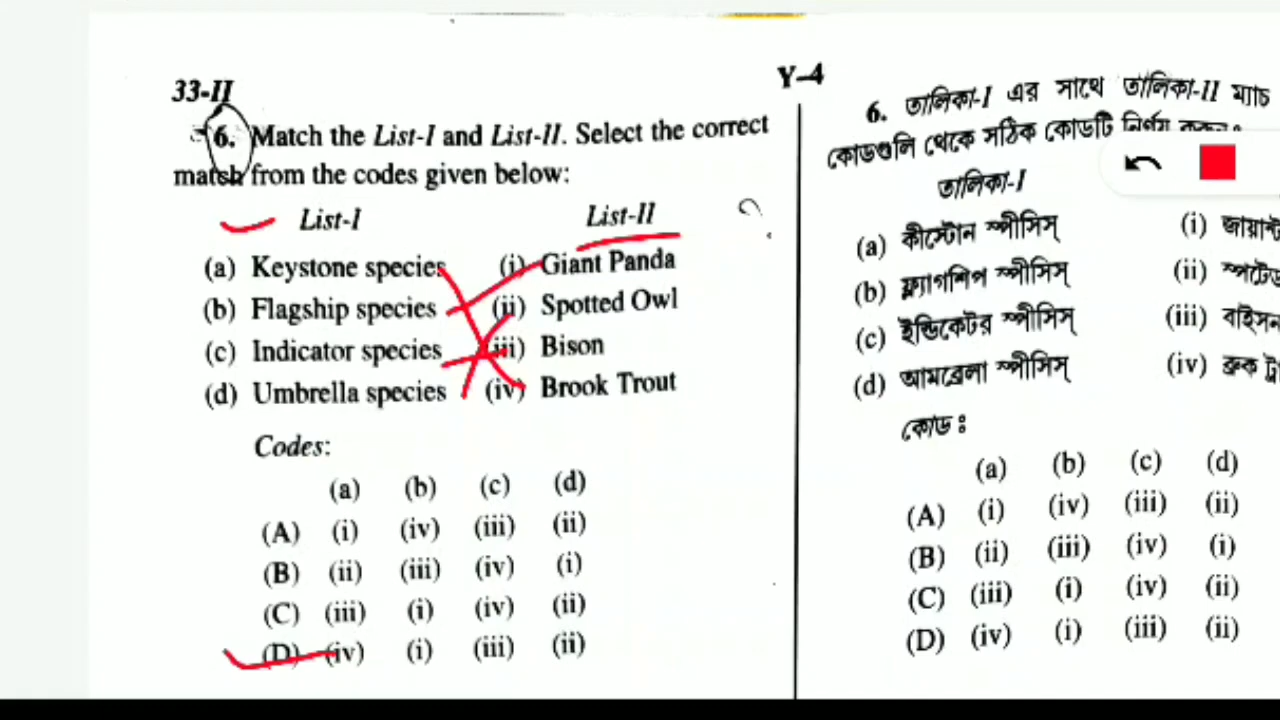 33-II
Y-4
6. Match the List-I and List-II. Select the correct
match from the codes given below:
List-I List-II
(a) Keystone species (i) Giant Panda
(b) Flagship species (ii) Spotted Owl
(c) Indicator species (iii) Bison
(d) Umbrella species (iv) Brook Trout
Codes:
(a) (b) (c) (d)
(A) (i) (iv) (iii) (ii)
(B) (ii) (iii) (iv) (i)
(C) (iii) (i) (iv) (ii)
(D) (iv) (i) (iii) (ii)
6. তালিকা-I এর সাথে তালিকা-II ম্যাচ
কোডগুলি থেকে সঠিক কোডটি নির্ণয়
তালিকা-I
(a) কীস্টোন স্পীসিস্ (i)
(b) ফ্ল্যাগশিপ স্পীসিস্ (ii)
(c) ইন্ডিকেটর স্পীসিস্ (iii) বাইসন
(d) আমব্রেলা স্পীসিস্ (iv) ব্রুক
কোড ঃ
(a) (b) (c) (d)
(A) (i) (iv) (iii) (ii)
(B) (ii) (iii) (iv) (i)
(C) (iii) (i) (iv) (ii)
(D) (iv) (i) (iii) (ii)